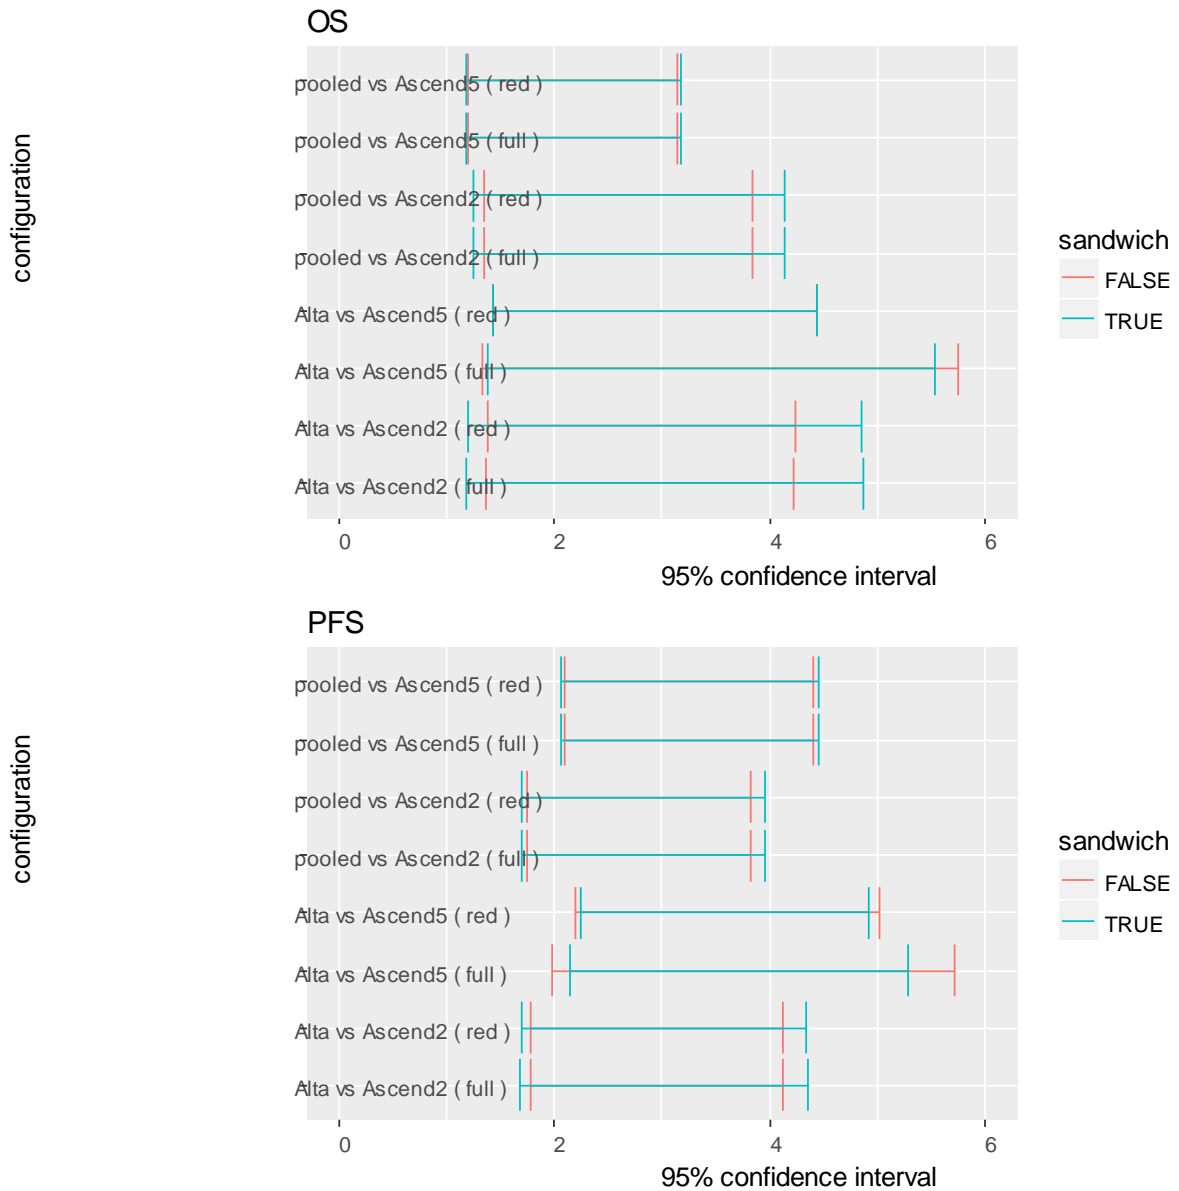 OS
configuration
pooled vs Ascend5 ( red )
pooled vs Ascend5 ( full )
pooled vs Ascend2 ( red )
pooled vs Ascend2 ( full )
Alta vs Ascend5 ( red )
Alta vs Ascend5 ( full )
Alta vs Ascend2 ( red )
Alta vs Ascend2 ( full )
0 2 4 6
95% confidence interval
sandwich
FALSE
TRUE
PFS
configuration
pooled vs Ascend5 ( red )
pooled vs Ascend5 ( full )
pooled vs Ascend2 ( red )
pooled vs Ascend2 ( full )
Alta vs Ascend5 ( red )
Alta vs Ascend5 ( full )
Alta vs Ascend2 ( red )
Alta vs Ascend2 ( full )
0 2 4 6
95% confidence interval
sandwich
FALSE
TRUE